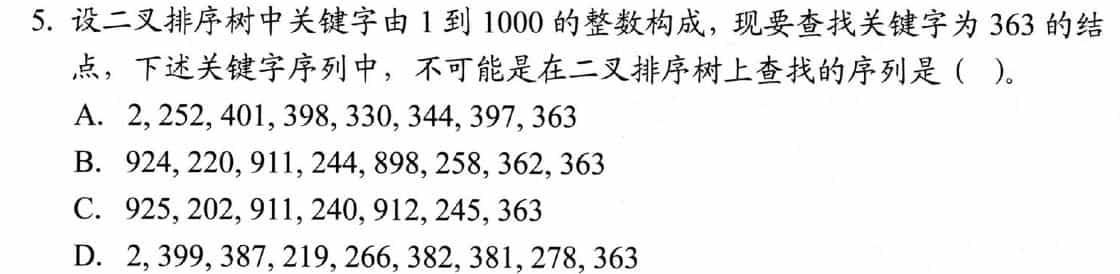 5. 设二叉排序树中关键字由 1 到 1000 的整数构成，现要查找关键字为 363 的结
点，下述关键字序列中，不可能是在二叉排序树上查找的序列是（ ）。
A. 2, 252, 401, 398, 330, 344, 397, 363
B. 924, 220, 911, 244, 898, 258, 362, 363
C. 925, 202, 911, 240, 912, 245, 363
D. 2, 399, 387, 219, 266, 382, 381, 278, 363